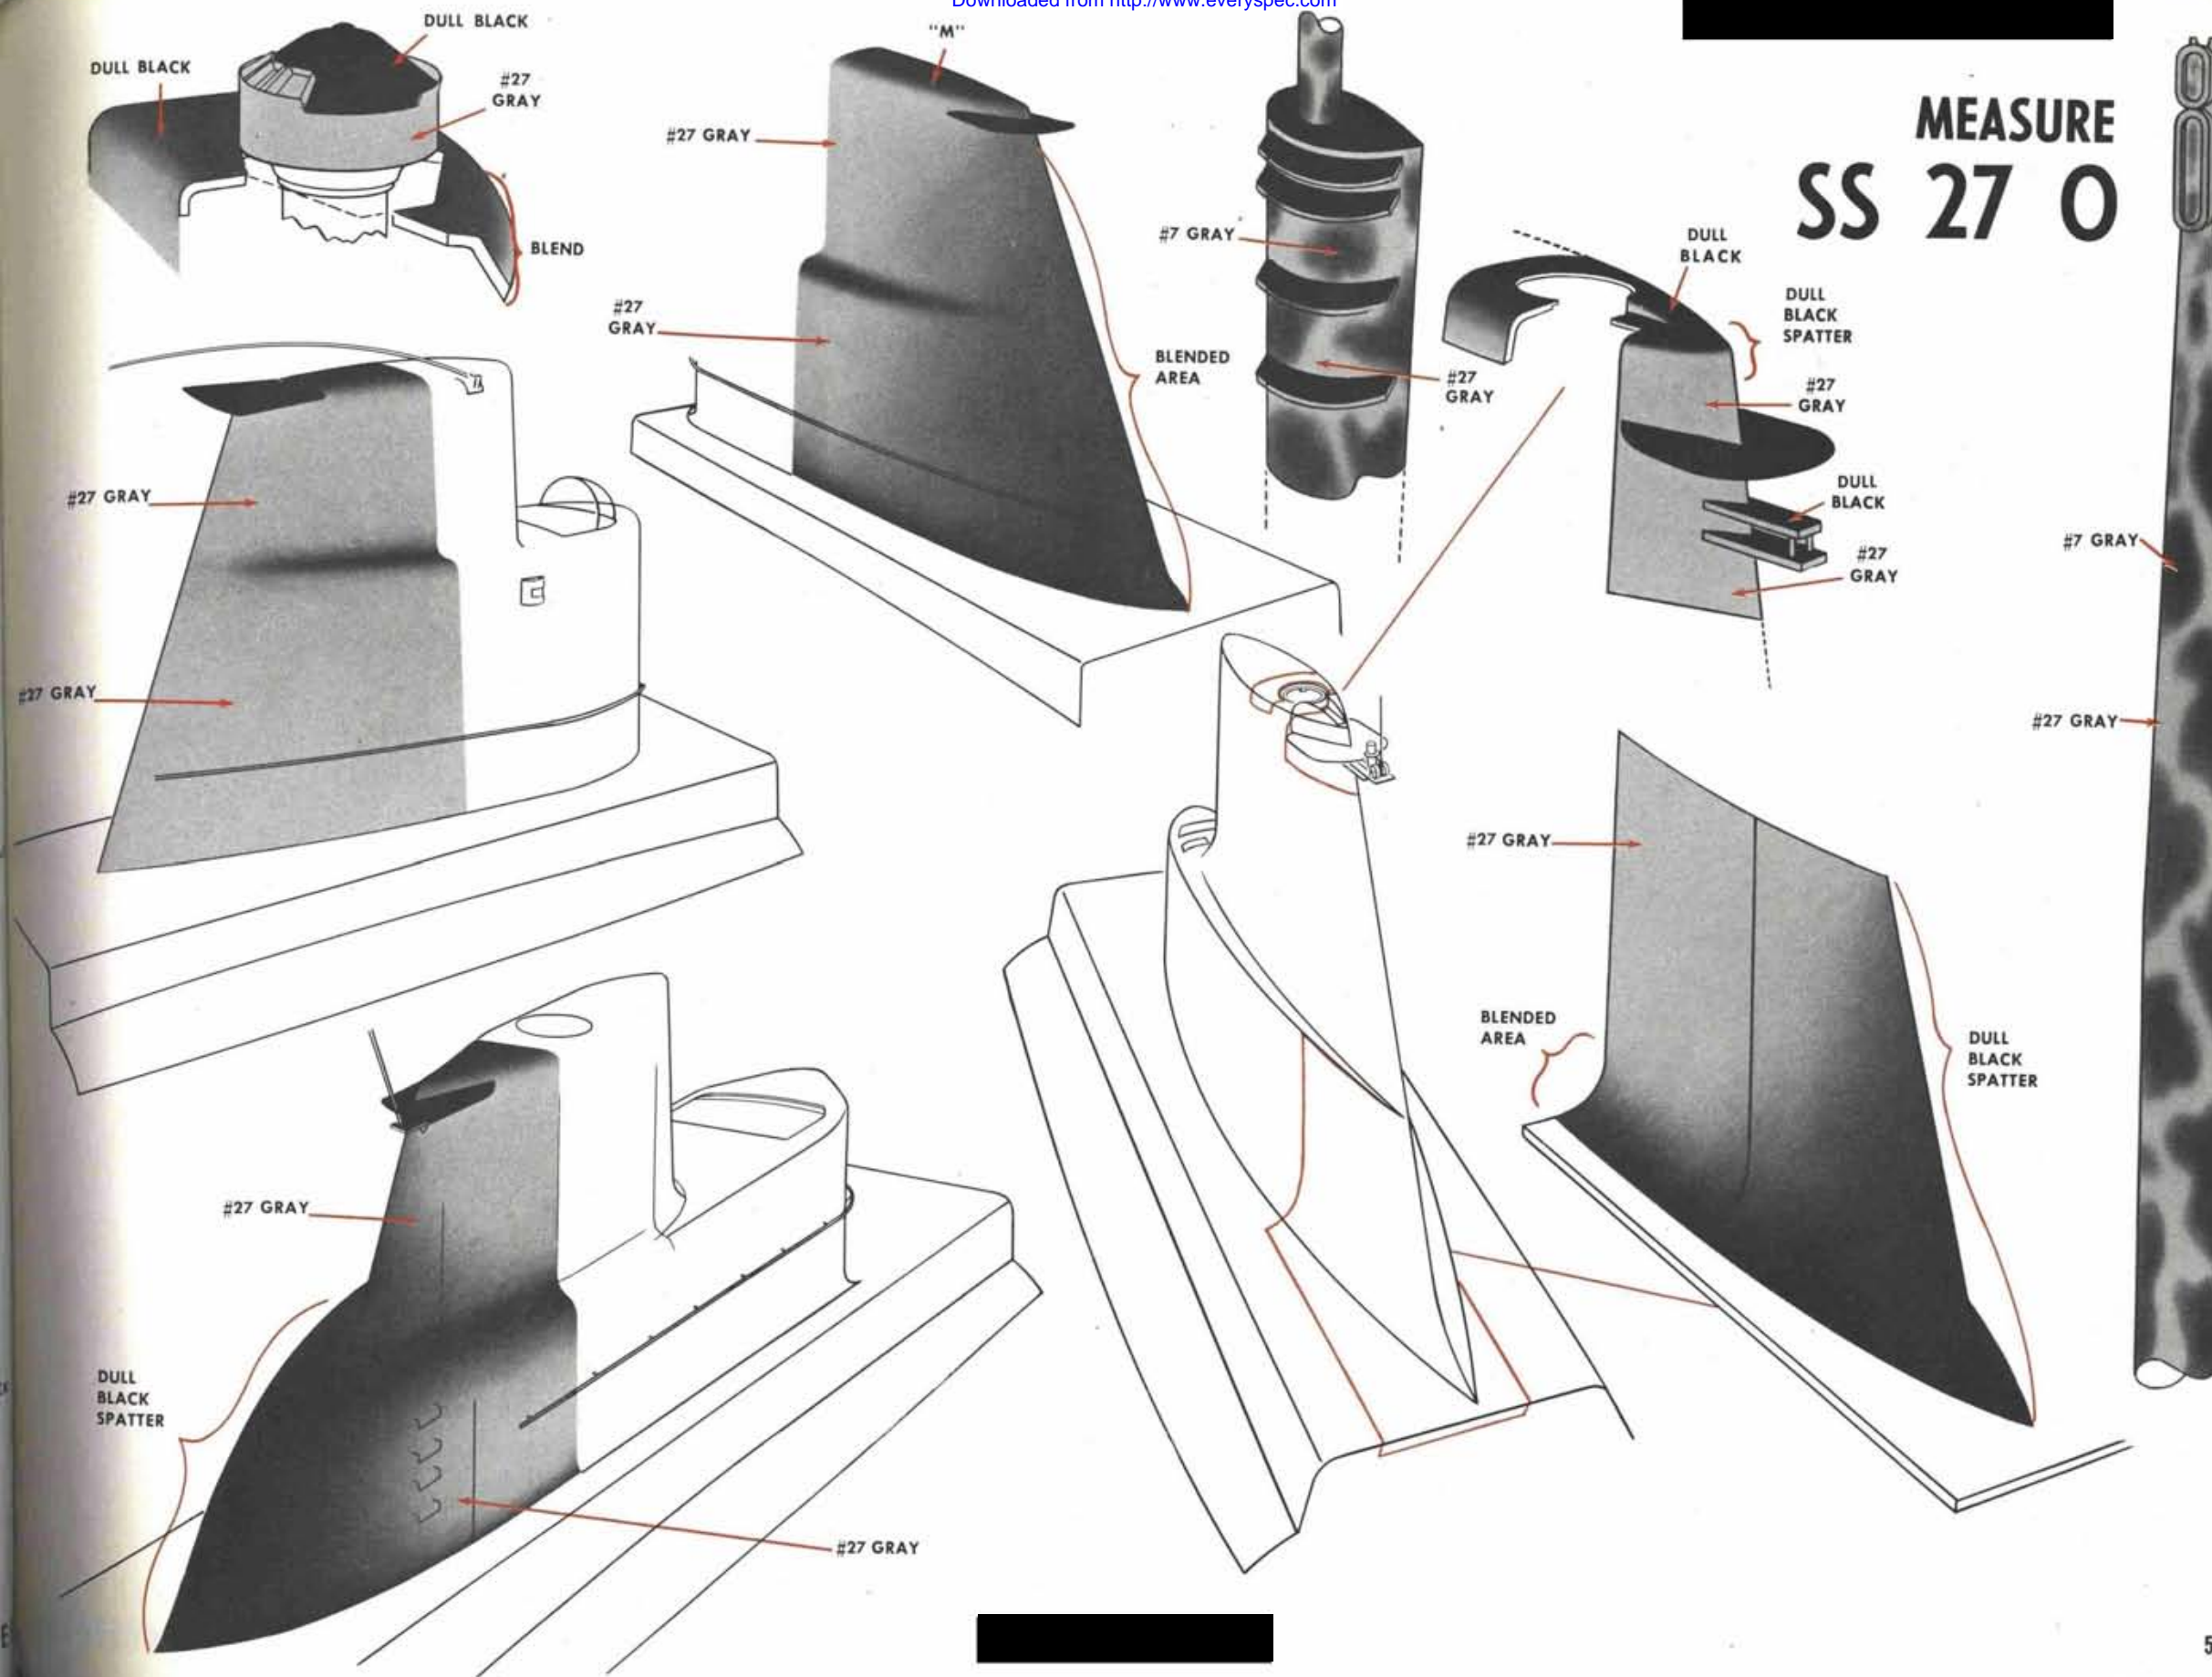 Downloaded from http://www.everyspec.com
MEASURE
SS 27 O
DULL BLACK
DULL BLACK
#27
GRAY
BLEND
"M"
#27 GRAY
#27
GRAY
BLENDED
AREA
#7 GRAY
#27
GRAY
DULL
BLACK
DULL
BLACK
SPATTER
#27
GRAY
DULL
BLACK
#27
GRAY
#7 GRAY
#27 GRAY
#27 GRAY
#27 GRAY
#27 GRAY
BLENDED
AREA
DULL
BLACK
SPATTER
#27 GRAY
DULL
BLACK
SPATTER
#27 GRAY
5